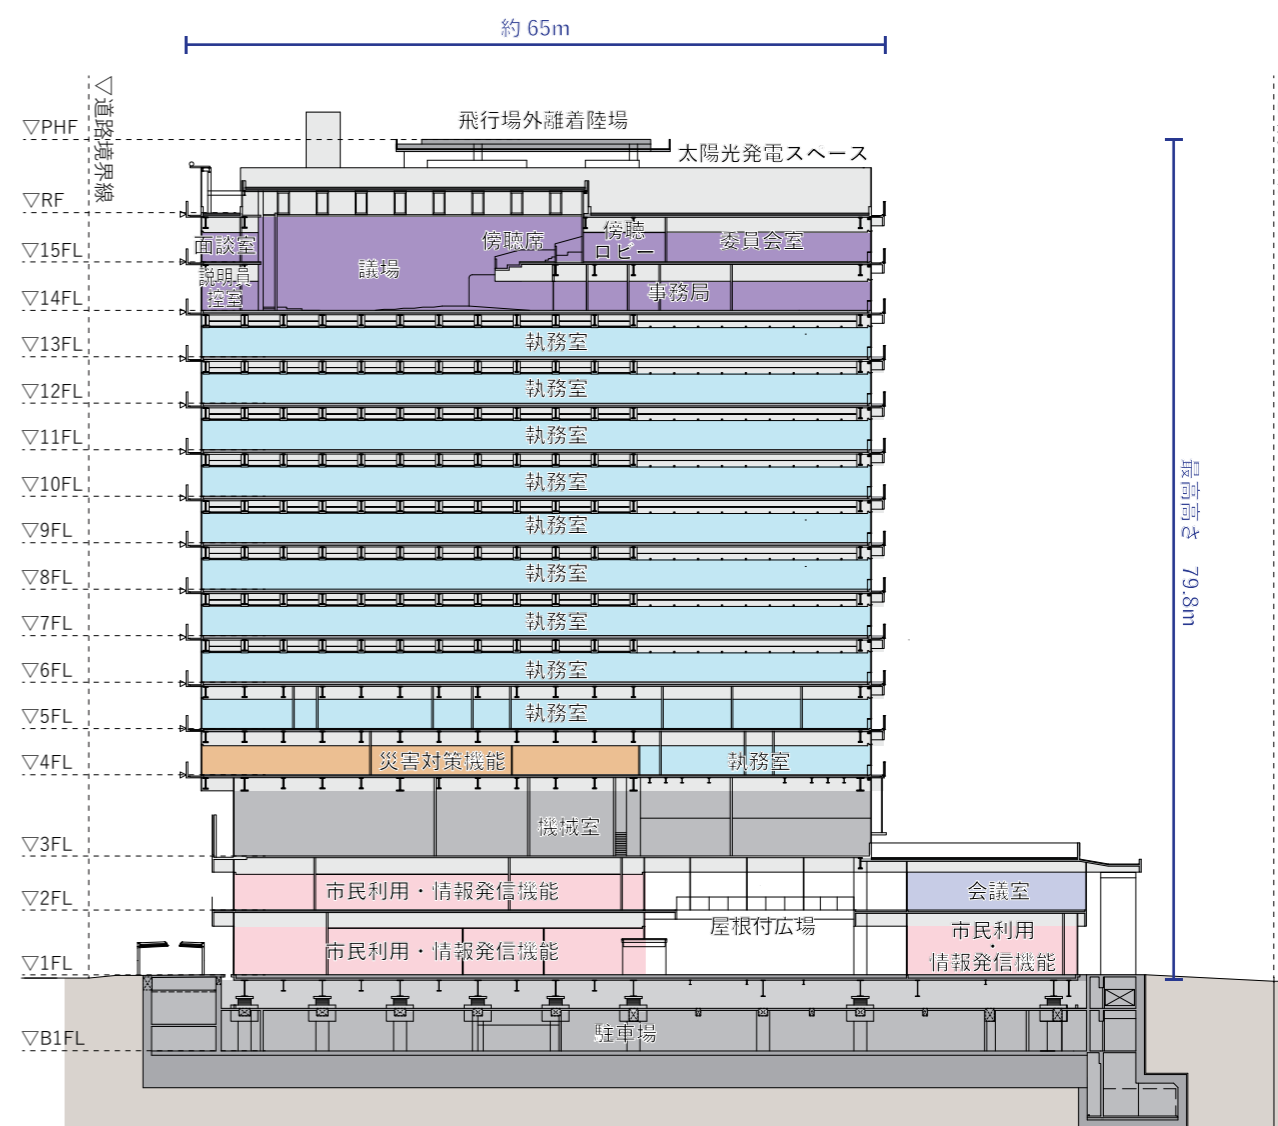 約 65m
▽道路境界線
▽PHF
飛行場外離着陸場
太陽光発電スペース
▽RF
▽15FL
面談室
議場
傍聴席
傍聴
ロビー
委員会室
説明員
控室
▽14FL
事務局
▽13FL
執務室
▽12FL
執務室
▽11FL
執務室
▽10FL
執務室
▽9FL
執務室
▽8FL
執務室
▽7FL
執務室
▽6FL
執務室
▽5FL
執務室
▽4FL
災害対策機能
執務室
▽3FL
機械室
▽2FL
市民利用・情報発信機能
会議室
▽1FL
市民利用・情報発信機能
屋根付広場
市民利用
・
情報発信機能
▽B1FL
駐車場
最高高さ 79.8m